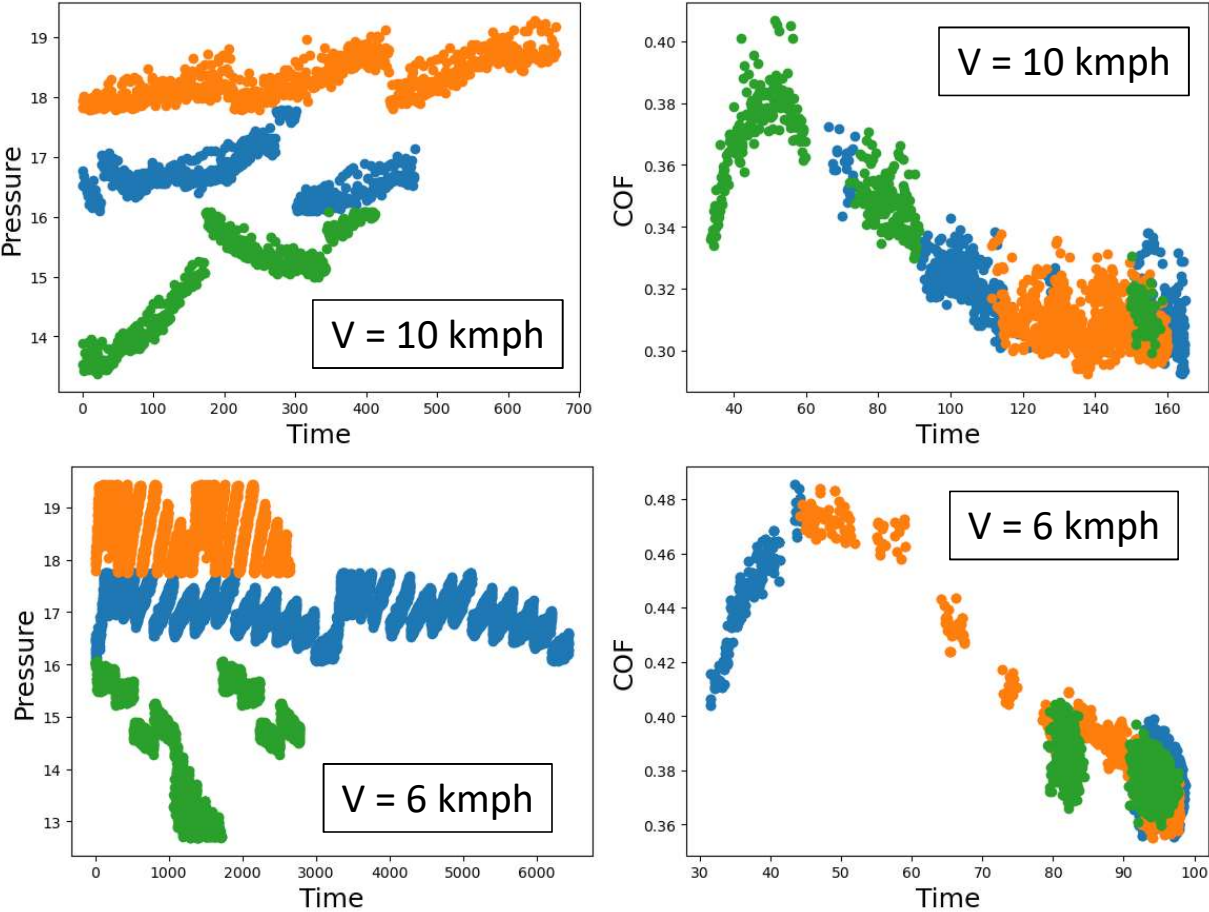 19
18
17
16
15
14
Pressure
V = 10 kmph
0 100 200 300 400 500 600 700
Time
0.40
0.38
0.36
0.34
0.32
0.30
COF
V = 10 kmph
40 60 80 100 120 140 160
Time
19
18
17
16
15
14
13
Pressure
V = 6 kmph
0 1000 2000 3000 4000 5000 6000
Time
0.48
0.46
0.44
0.42
0.40
0.38
0.36
COF
V = 6 kmph
30 40 50 60 70 80 90 100
Time